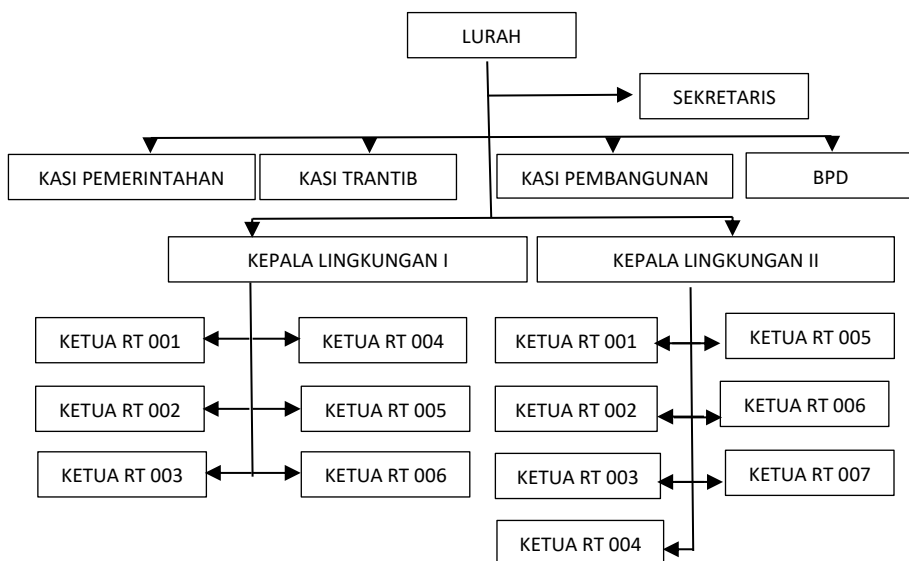 LURAH
SEKRETARIS
KASI PEMERINTAHAN
KASI TRANTIB
KASI PEMBANGUNAN
BPD
KEPALA LINGKUNGAN I
KEPALA LINGKUNGAN II
KETUA RT 001
KETUA RT 004
KETUA RT 001
KETUA RT 005
KETUA RT 002
KETUA RT 005
KETUA RT 002
KETUA RT 006
KETUA RT 003
KETUA RT 006
KETUA RT 003
KETUA RT 007
KETUA RT 004